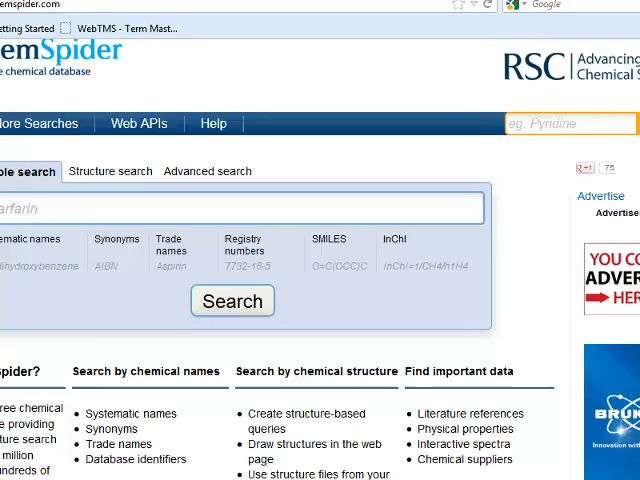 emspider.com
Google
etting Started WebTMS - Term Mast...
emSpider
e chemical database
RSC Advancing
Chemical S
ore Searches Web APIs Help
eg. Pyridine
ple search Structure search Advanced search
+1 75
arfarin
Advertise
Advertise
ematic names Synonyms Trade names Registry numbers SMILES InChI
dihydroxybenzene AIBN Aspirin 7732-18-5 O=C(OCC)C InChI=1/CH4/h1H4
YOU CO
ADVER
HER
Search
pider? Search by chemical names Search by chemical structure Find important data
ree chemical
e providing
ture search
million
undreds of
Systematic names
Synonyms
Trade names
Database identifiers
Create structure-based
queries
Draw structures in the web
page
Use structure files from your
Literature references
Physical properties
Interactive spectra
Chemical suppliers
BRUK
Innovation with